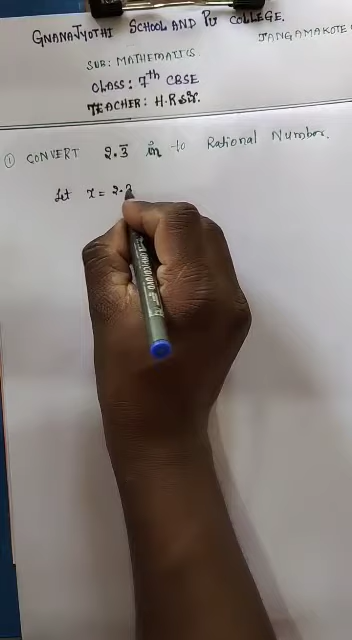 GNANAJYOTHI SCHOOL AND PU COLLEGE.
JANGAMAKOTE
SUB: MATHEMATICS
CLASS: 7th CBSE
TEACHER: H.R Sir.
① CONVERT 2.3̅ in to Rational Number.
Let x = 2.3